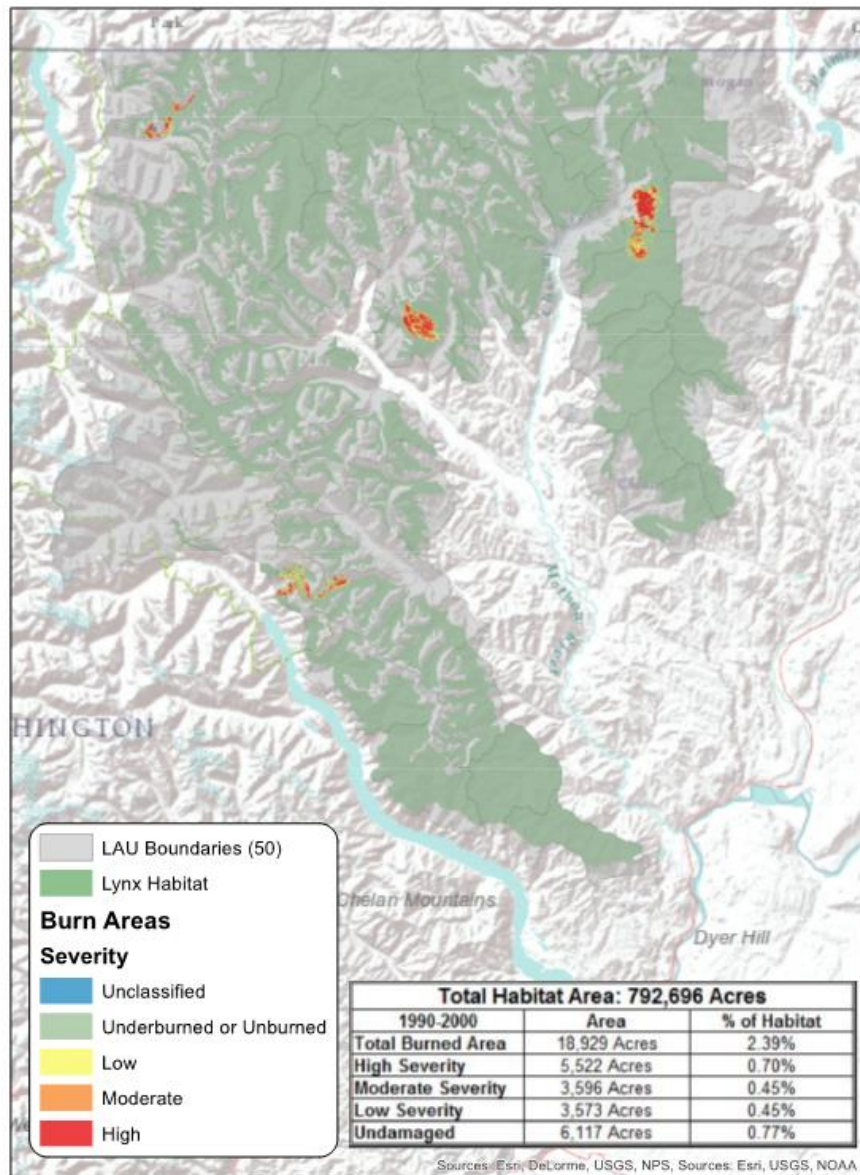 Park
HINGTON
Methow
River
Chelan Mountains
Dyer Hill
LAU Boundaries (50)
Lynx Habitat
Burn Areas
Severity
Unclassified
Underburned or Unburned
Low
Moderate
High
Total Habitat Area: 792,696 Acres
1990-2000 Area % of Habitat
Total Burned Area 18,929 Acres 2.39%
High Severity 5,522 Acres 0.70%
Moderate Severity 3,596 Acres 0.45%
Low Severity 3,573 Acres 0.45%
Undamaged 6,117 Acres 0.77%
Sources: Esri, DeLorme, USGS, NPS, Sources: Esri, USGS, NOAA